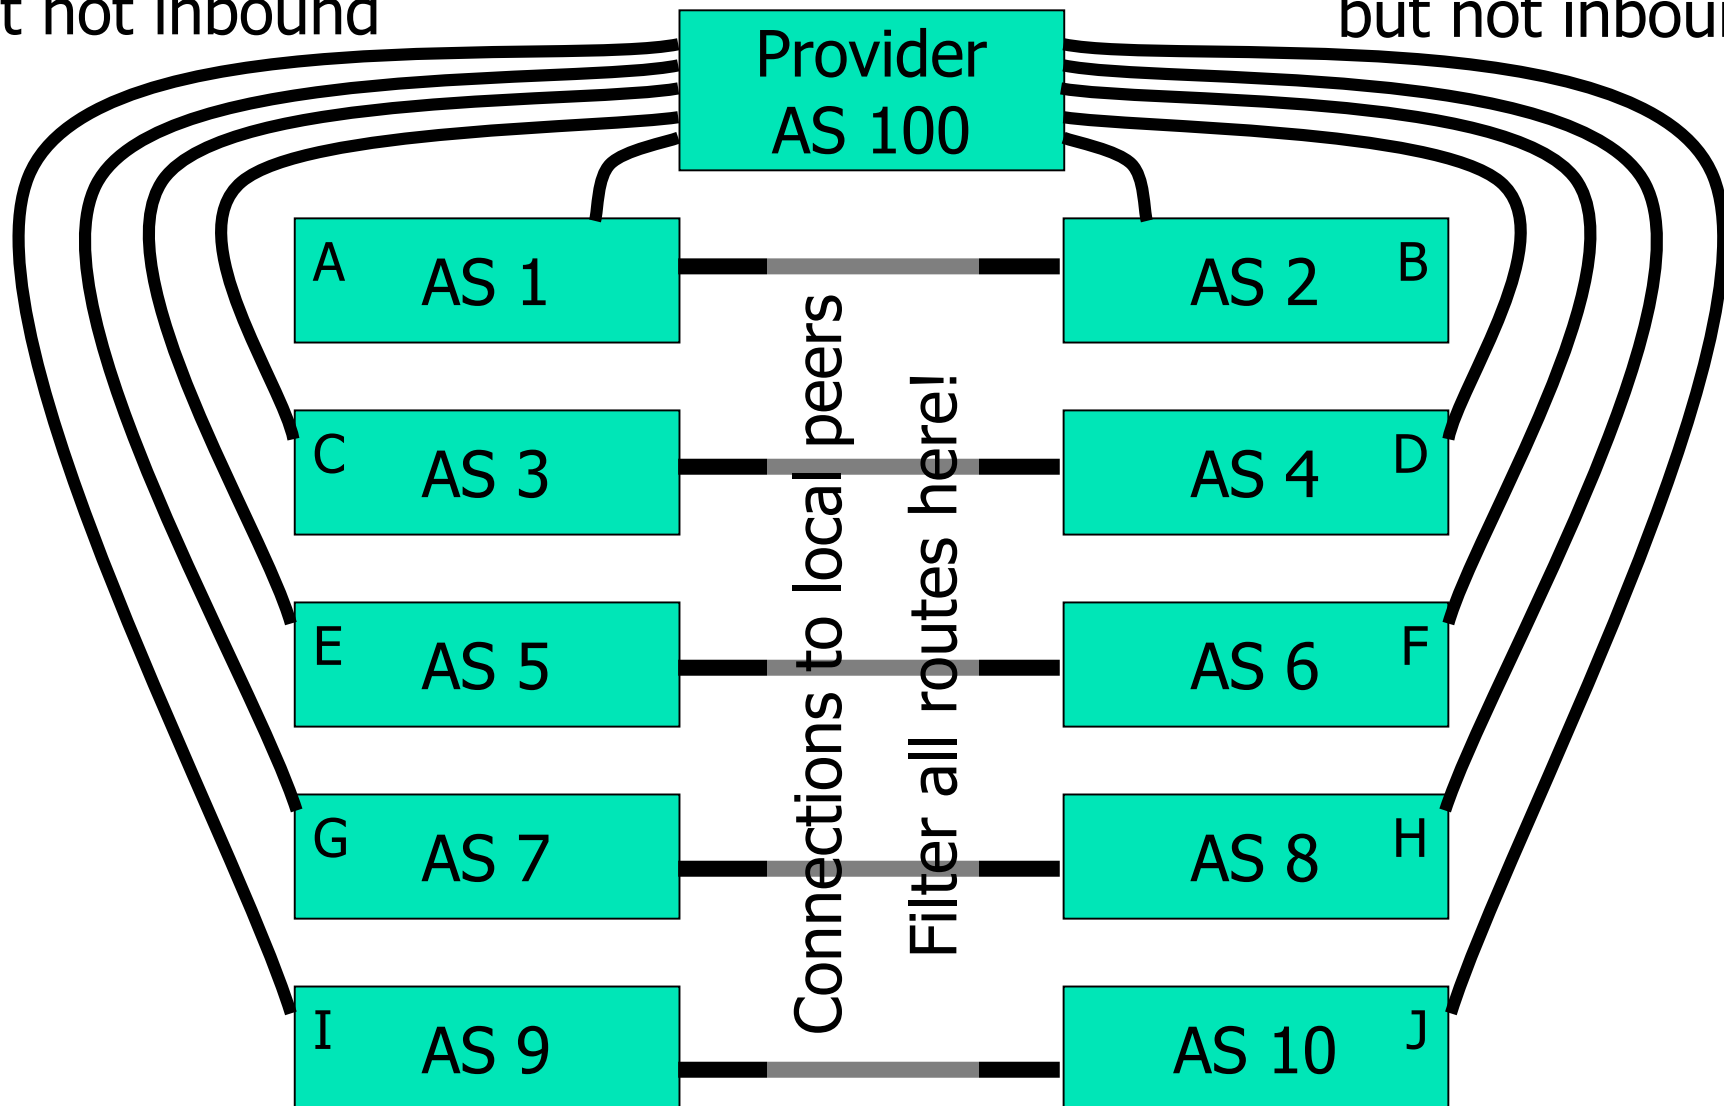 t not inbound
but not inbour
Provider
AS 100
A AS 1
AS 2 B
C AS 3
AS 4 D
E AS 5
AS 6 F
G AS 7
AS 8 H
I AS 9
AS 10 J
Connections to local peers
Filter all routes here!